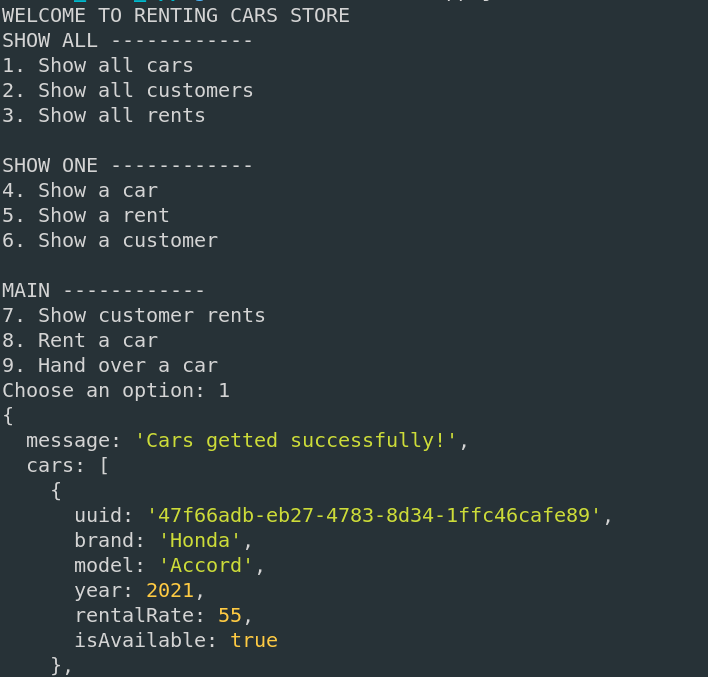 WELCOME TO RENTING CARS STORE
SHOW ALL ------------
1. Show all cars
2. Show all customers
3. Show all rents

SHOW ONE ------------
4. Show a car
5. Show a rent
6. Show a customer

MAIN ------------
7. Show customer rents
8. Rent a car
9. Hand over a car
Choose an option: 1
{
  message: 'Cars getted successfully!',
  cars: [
    {
      uuid: '47f66adb-eb27-4783-8d34-1ffc46cafe89',
      brand: 'Honda',
      model: 'Accord',
      year: 2021,
      rentalRate: 55,
      isAvailable: true
    },